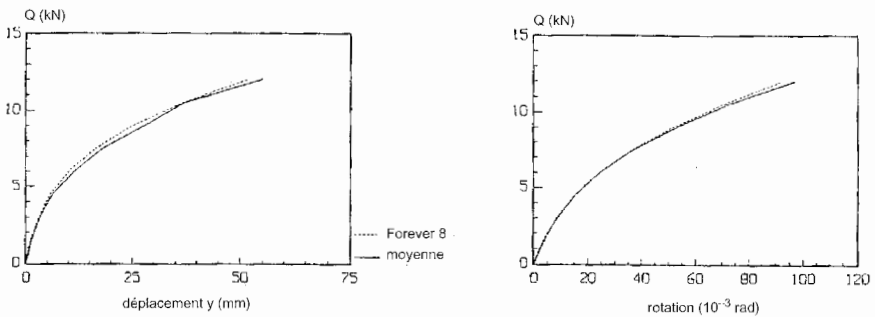 Q (kN)
15
10
5
0
0 25 50 75
déplacement y (mm)
Forever 8
moyenne
Q (kN)
15
10
5
0
0 20 40 60 80 100 120
rotation (10⁻³ rad)